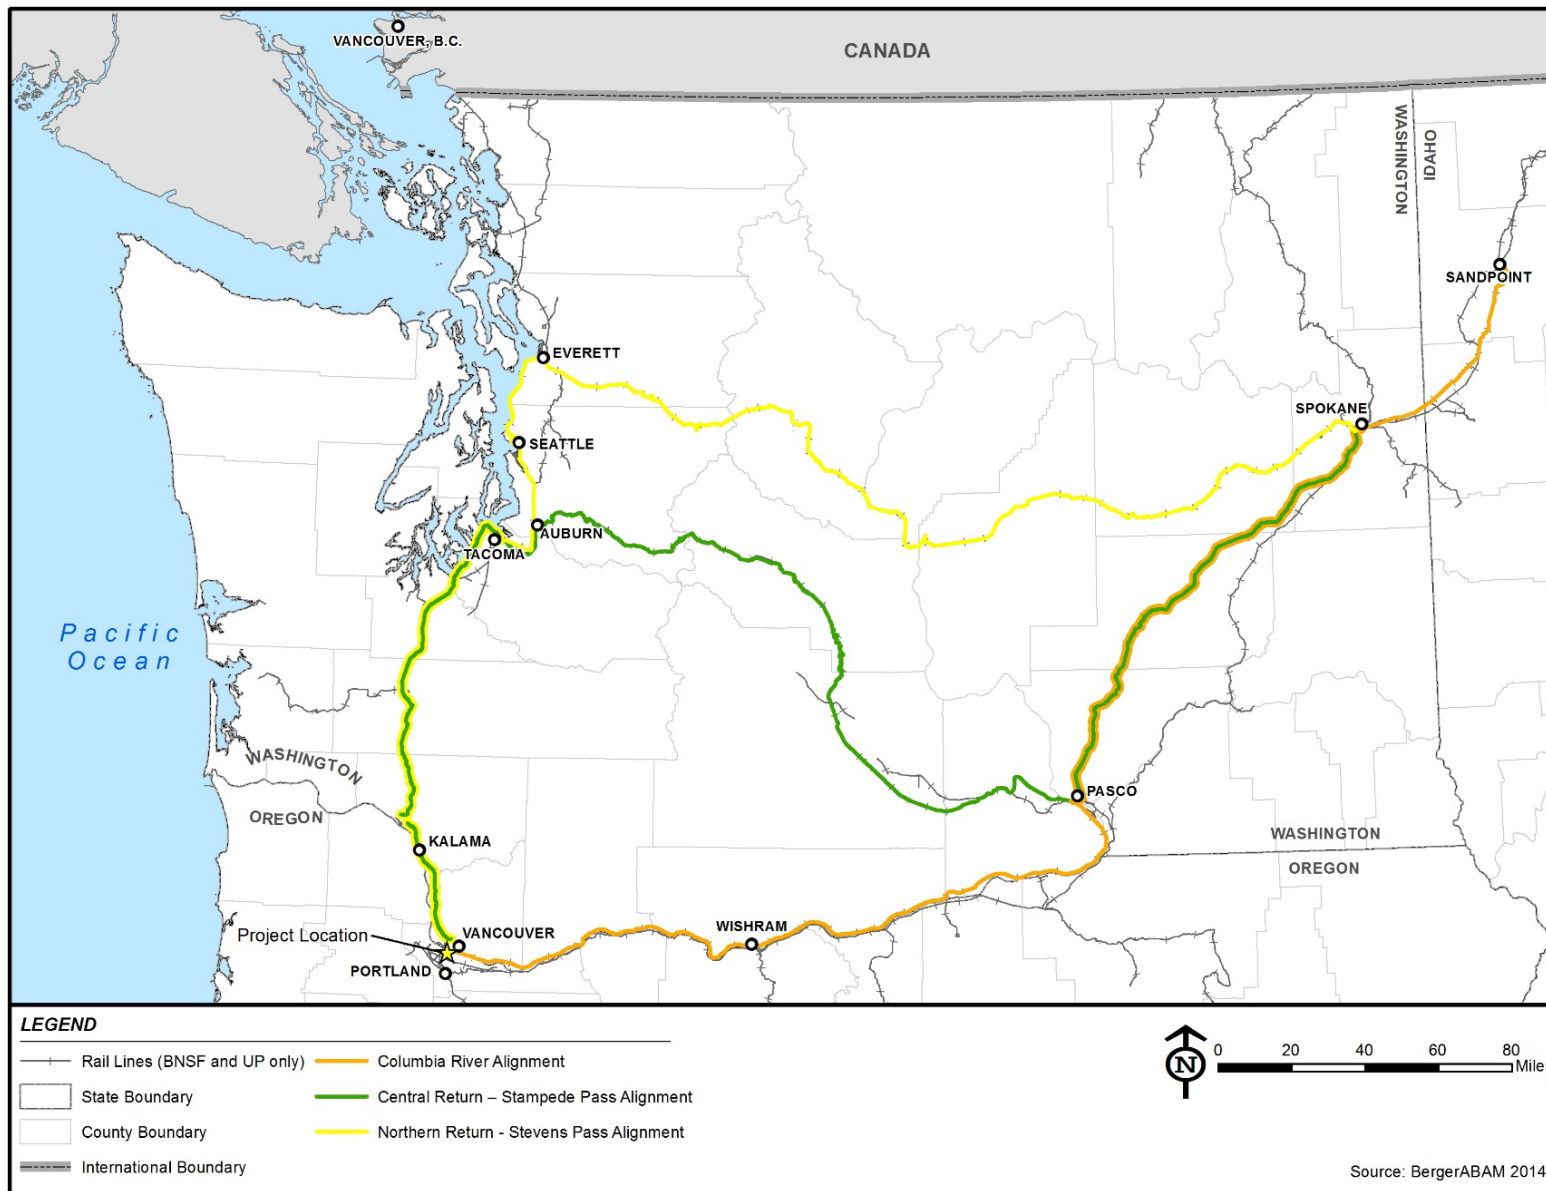 VANCOUVER, B.C.
CANADA
WASHINGTON
IDAHO
SANDPOINT
EVERETT
SPOKANE
SEATTLE
AUBURN
TACOMA
Pacific
Ocean
WASHINGTON
OREGON
PASCO
KALAMA
WASHINGTON
OREGON
WISHRAM
VANCOUVER
Project Location
PORTLAND
LEGEND
Rail Lines (BNSF and UP only)
State Boundary
County Boundary
International Boundary
Columbia River Alignment
Central Return – Stampede Pass Alignment
Northern Return - Stevens Pass Alignment
N
0 20 40 60 80
Miles
Source: BergerABAM 2014